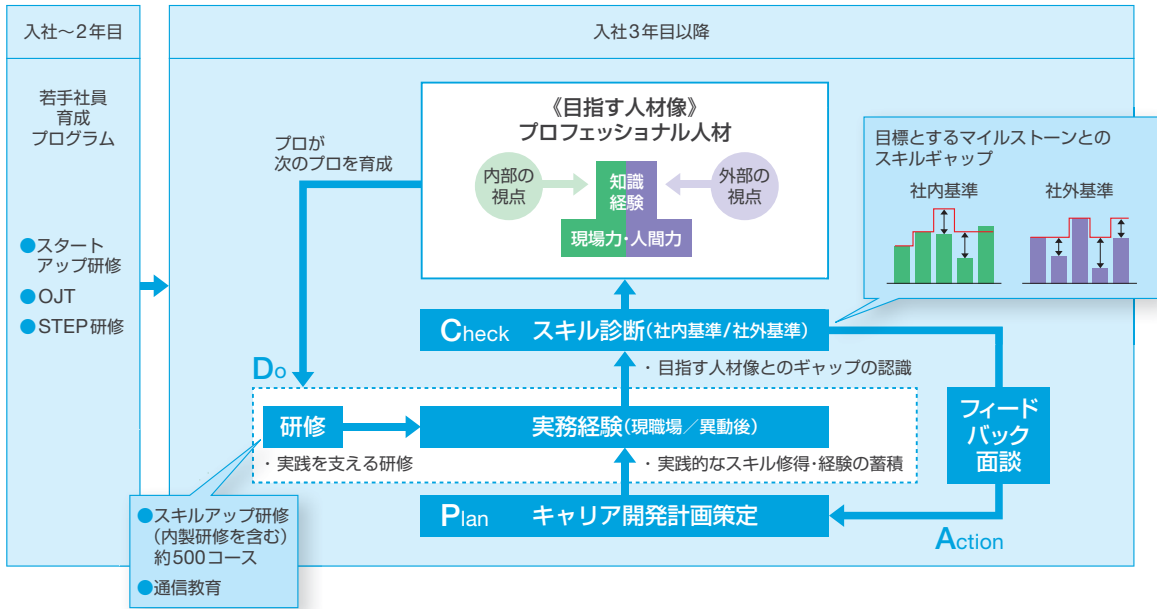 入社～2年目
若手社員
育成
プログラム
●スタート
アップ研修
●OJT
●STEP研修
入社3年目以降
《目指す人材像》
プロフェッショナル人材
内部の
視点
知識
経験
外部の
視点
現場力・人間力
プロが
次のプロを育成
目標とするマイルストーンとの
スキルギャップ
社内基準
社外基準
Check スキル診断(社内基準/社外基準)
・目指す人材像とのギャップの認識
Do
研修
実務経験(現職場／異動後)
・実践を支える研修
・実践的なスキル修得・経験の蓄積
フィード
バック
面談
Plan キャリア開発計画策定
Action
●スキルアップ研修
(内製研修を含む)
約500コース
●通信教育